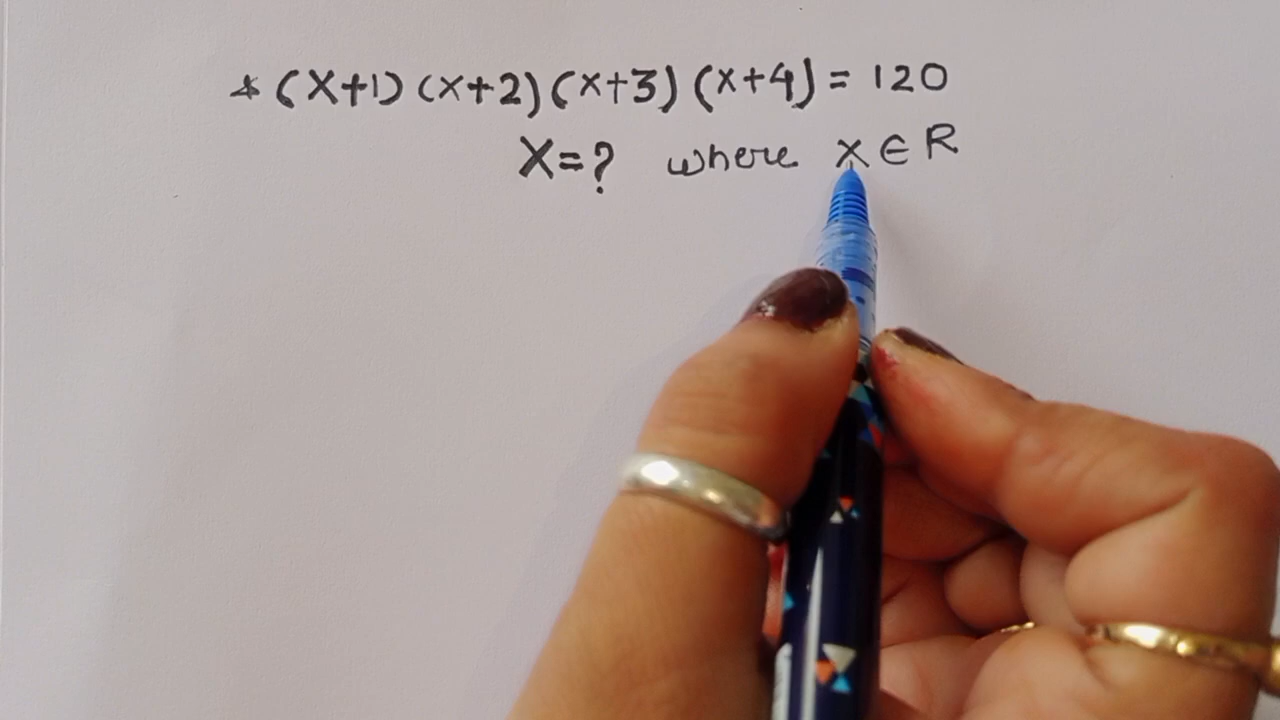 * (X+1) (x+2) (x+3) (x+4) = 120
X=? where x ∈ R